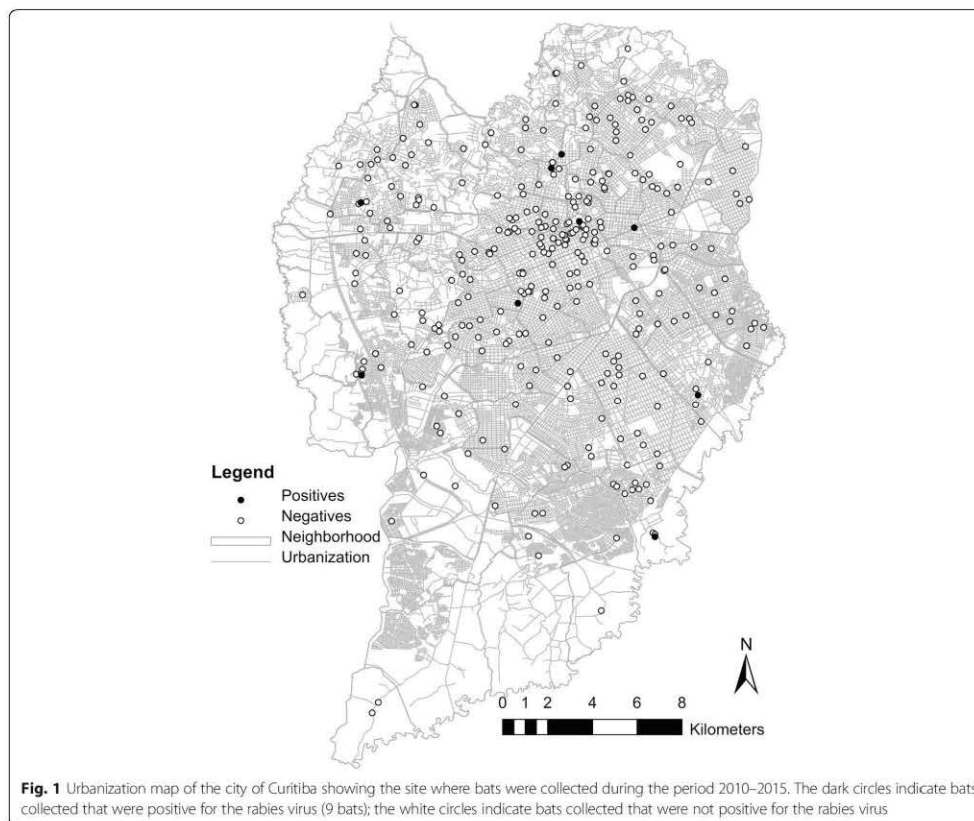 Legend
Positives
Negatives
Neighborhood
Urbanization
N
0 1 2 4 6 8
Kilometers
Fig. 1 Urbanization map of the city of Curitiba showing the site where bats were collected during the period 2010–2015. The dark circles indicate bats
collected that were positive for the rabies virus (9 bats); the white circles indicate bats collected that were not positive for the rabies virus